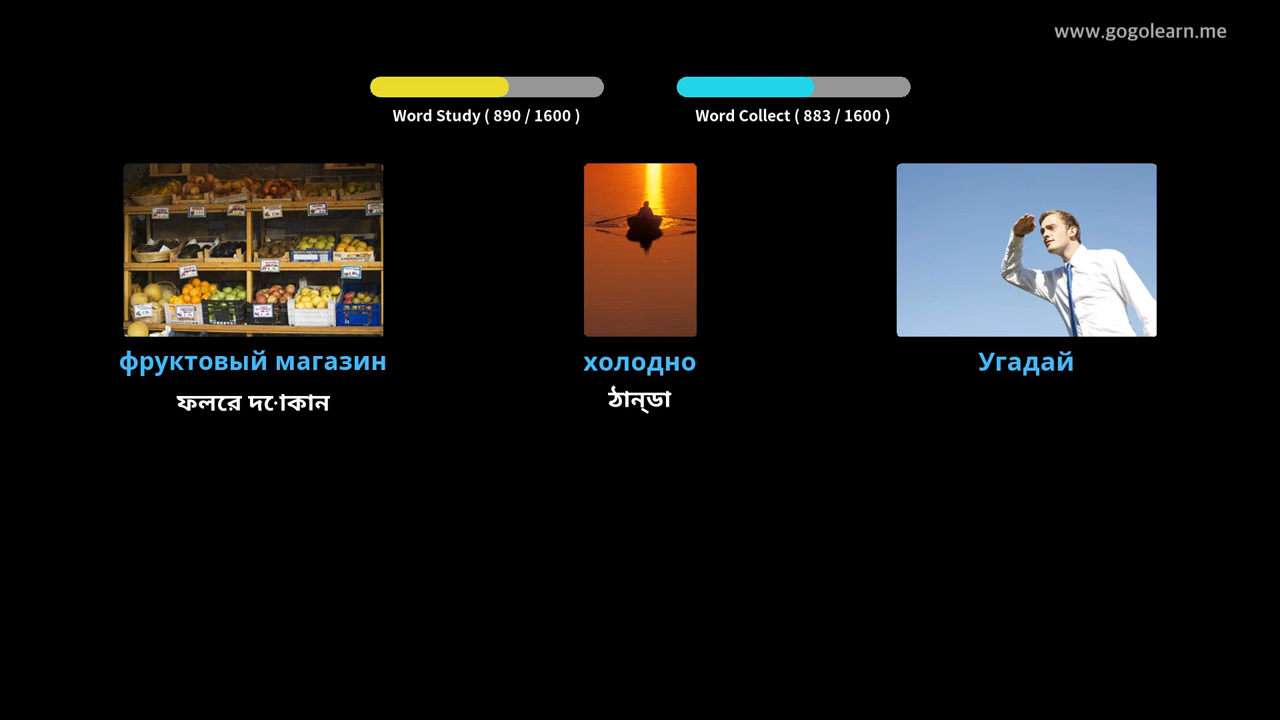 www.gogolearn.me
Word Study ( 890 / 1600 )
Word Collect ( 883 / 1600 )
фруктовый магазин
холодно
Угадай
ফলের দোকান
ঠান্ডা